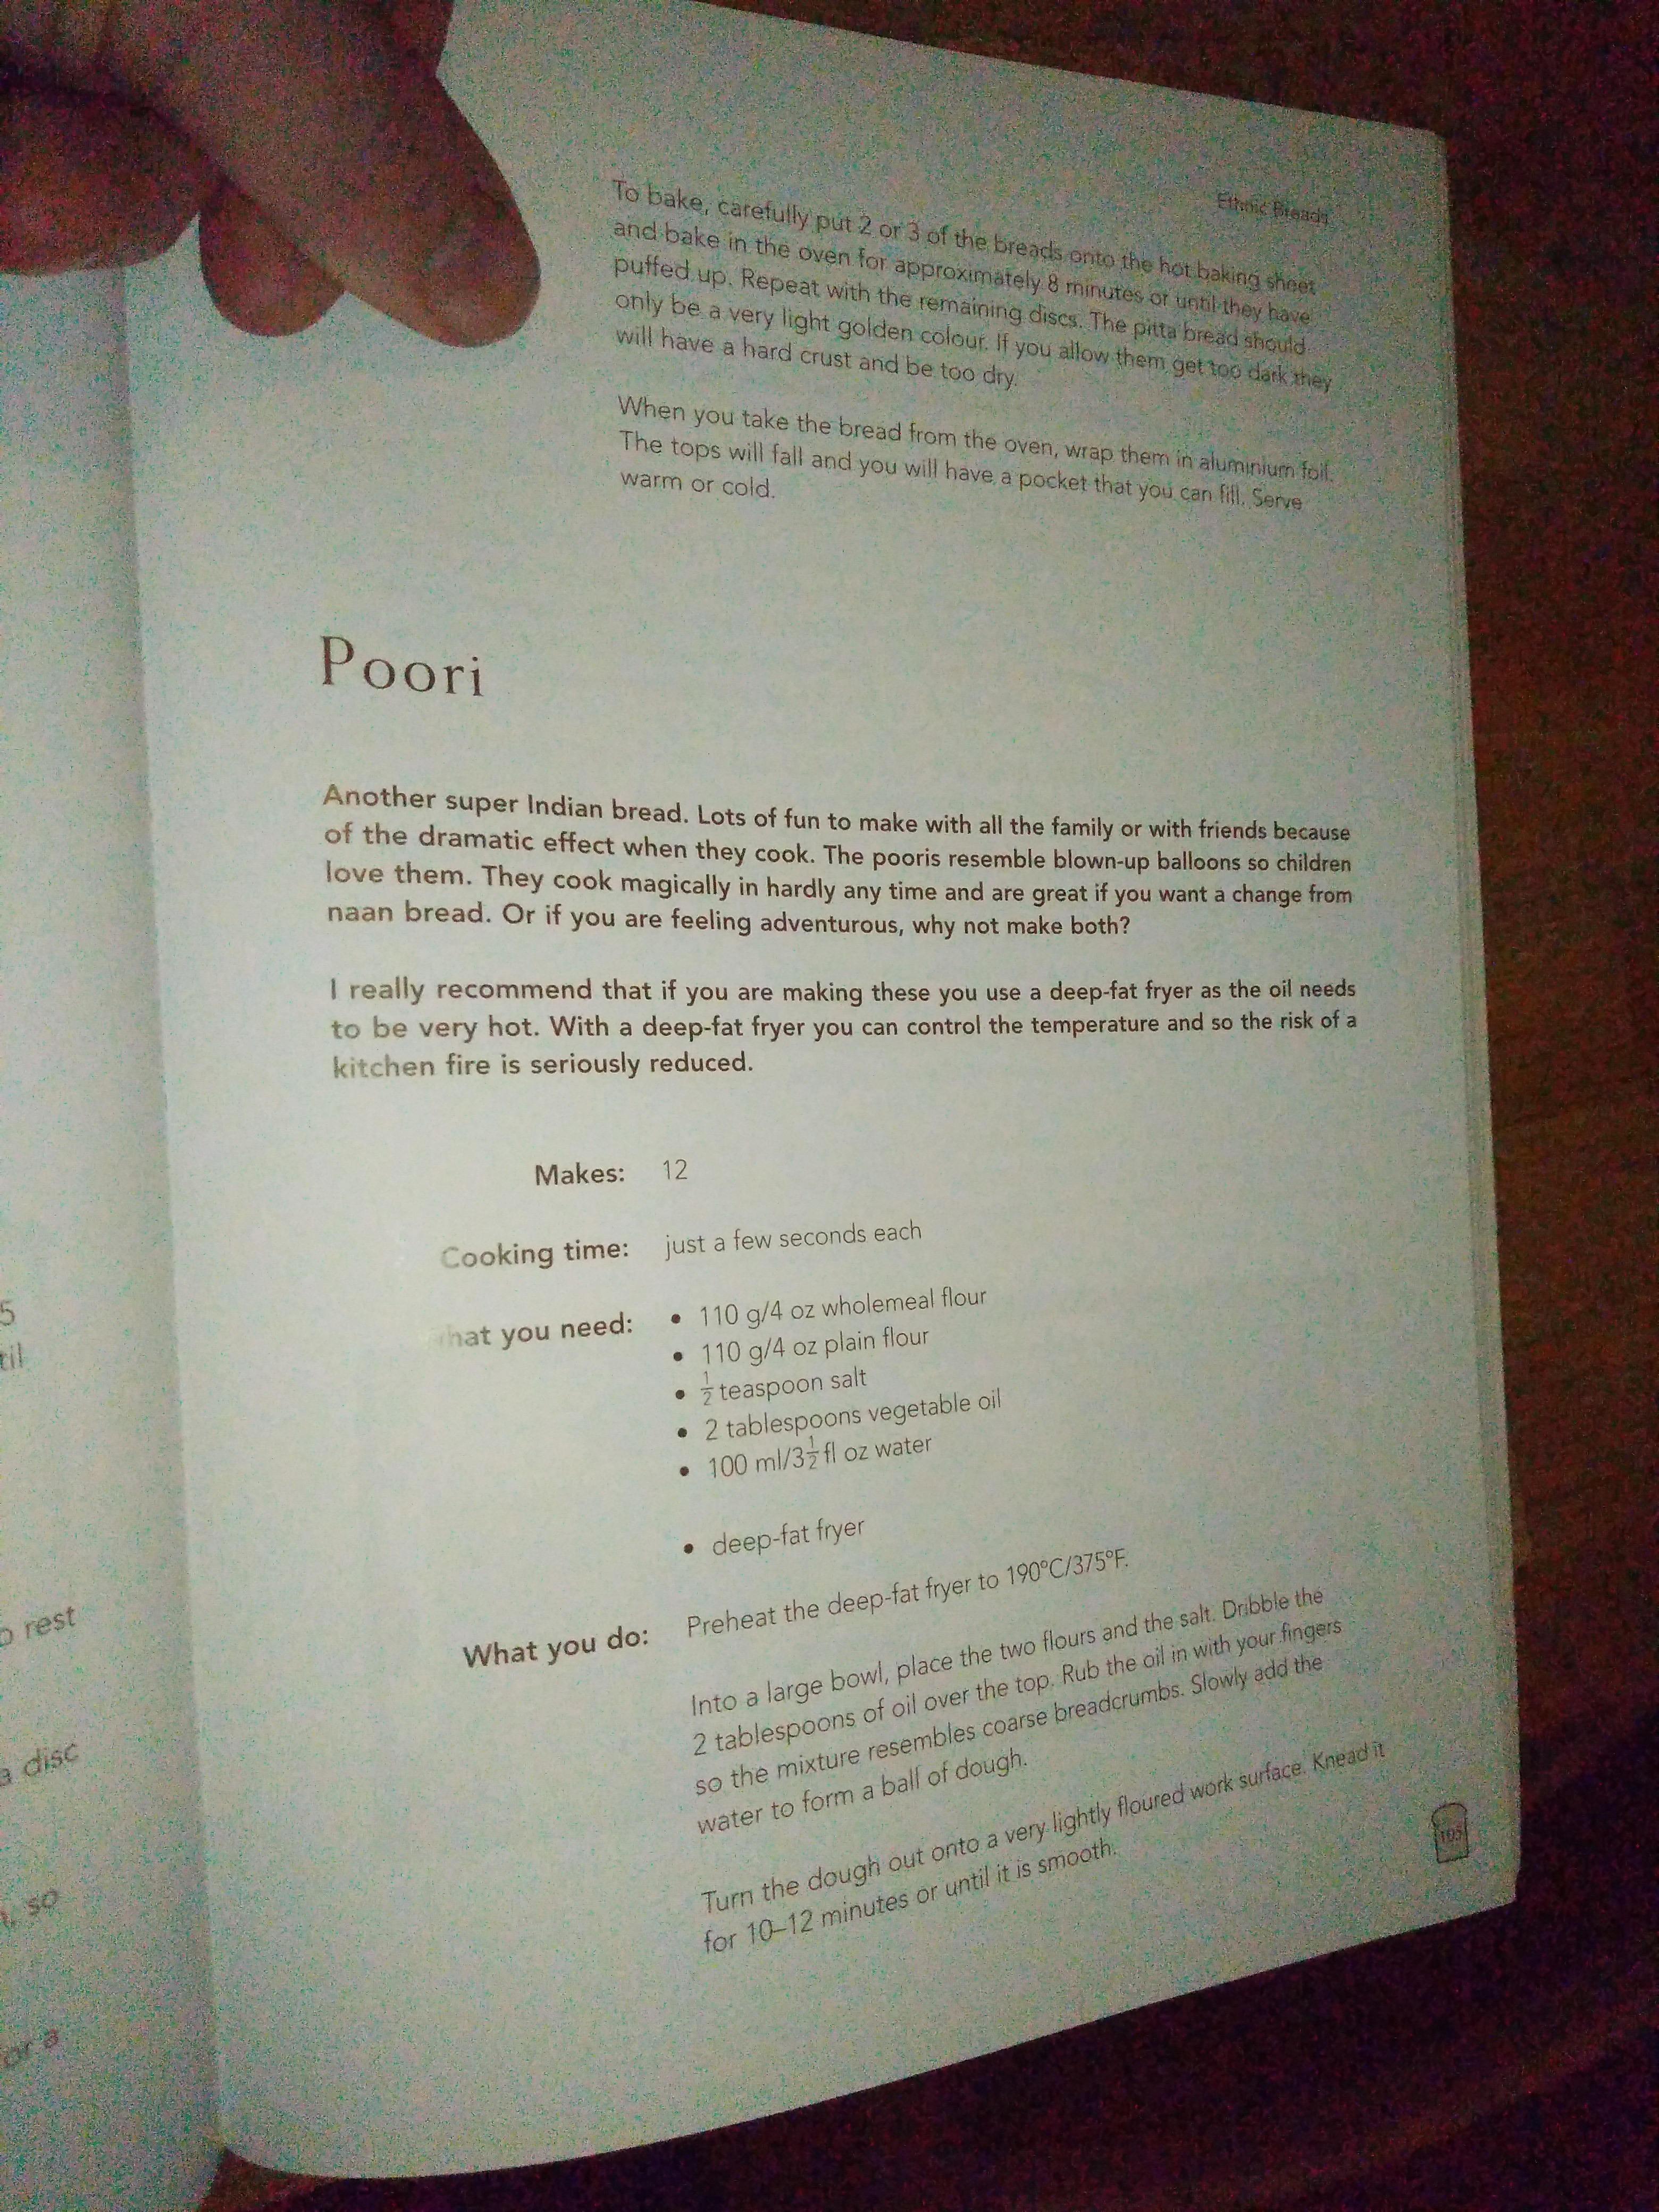 Ethnic Breads
To bake, carefully put 2 or 3 of the breads onto the hot baking sheet
and bake in the oven for approximately 8 minutes or until they have
puffed up. Repeat with the remaining discs. The pitta bread should
only be a very light golden colour. If you allow them get too dark they
will have a hard crust and be too dry.
When you take the bread from the oven, wrap them in aluminium foil.
The tops will fall and you will have a pocket that you can fill. Serve
warm or cold.
Poori
Another super Indian bread. Lots of fun to make with all the family or with friends because
of the dramatic effect when they cook. The pooris resemble blown-up balloons so children
love them. They cook magically in hardly any time and are great if you want a change from
naan bread. Or if you are feeling adventurous, why not make both?
I really recommend that if you are making these you use a deep-fat fryer as the oil needs
to be very hot. With a deep-fat fryer you can control the temperature and so the risk of a
kitchen fire is seriously reduced.
Makes: 12
Cooking time: just a few seconds each
hat you need: • 110 g/4 oz wholemeal flour
• 110 g/4 oz plain flour
• ½ teaspoon salt
• 2 tablespoons vegetable oil
• 100 ml/3½ fl oz water
• deep-fat fryer
What you do: Preheat the deep-fat fryer to 190°C/375°F.
Into a large bowl, place the two flours and the salt. Dribble the
2 tablespoons of oil over the top. Rub the oil in with your fingers
so the mixture resembles coarse breadcrumbs. Slowly add the
water to form a ball of dough.
Turn the dough out onto a very lightly floured work surface. Knead it
for 10–12 minutes or until it is smooth.
105
5
til
rest
a disc
so
or a